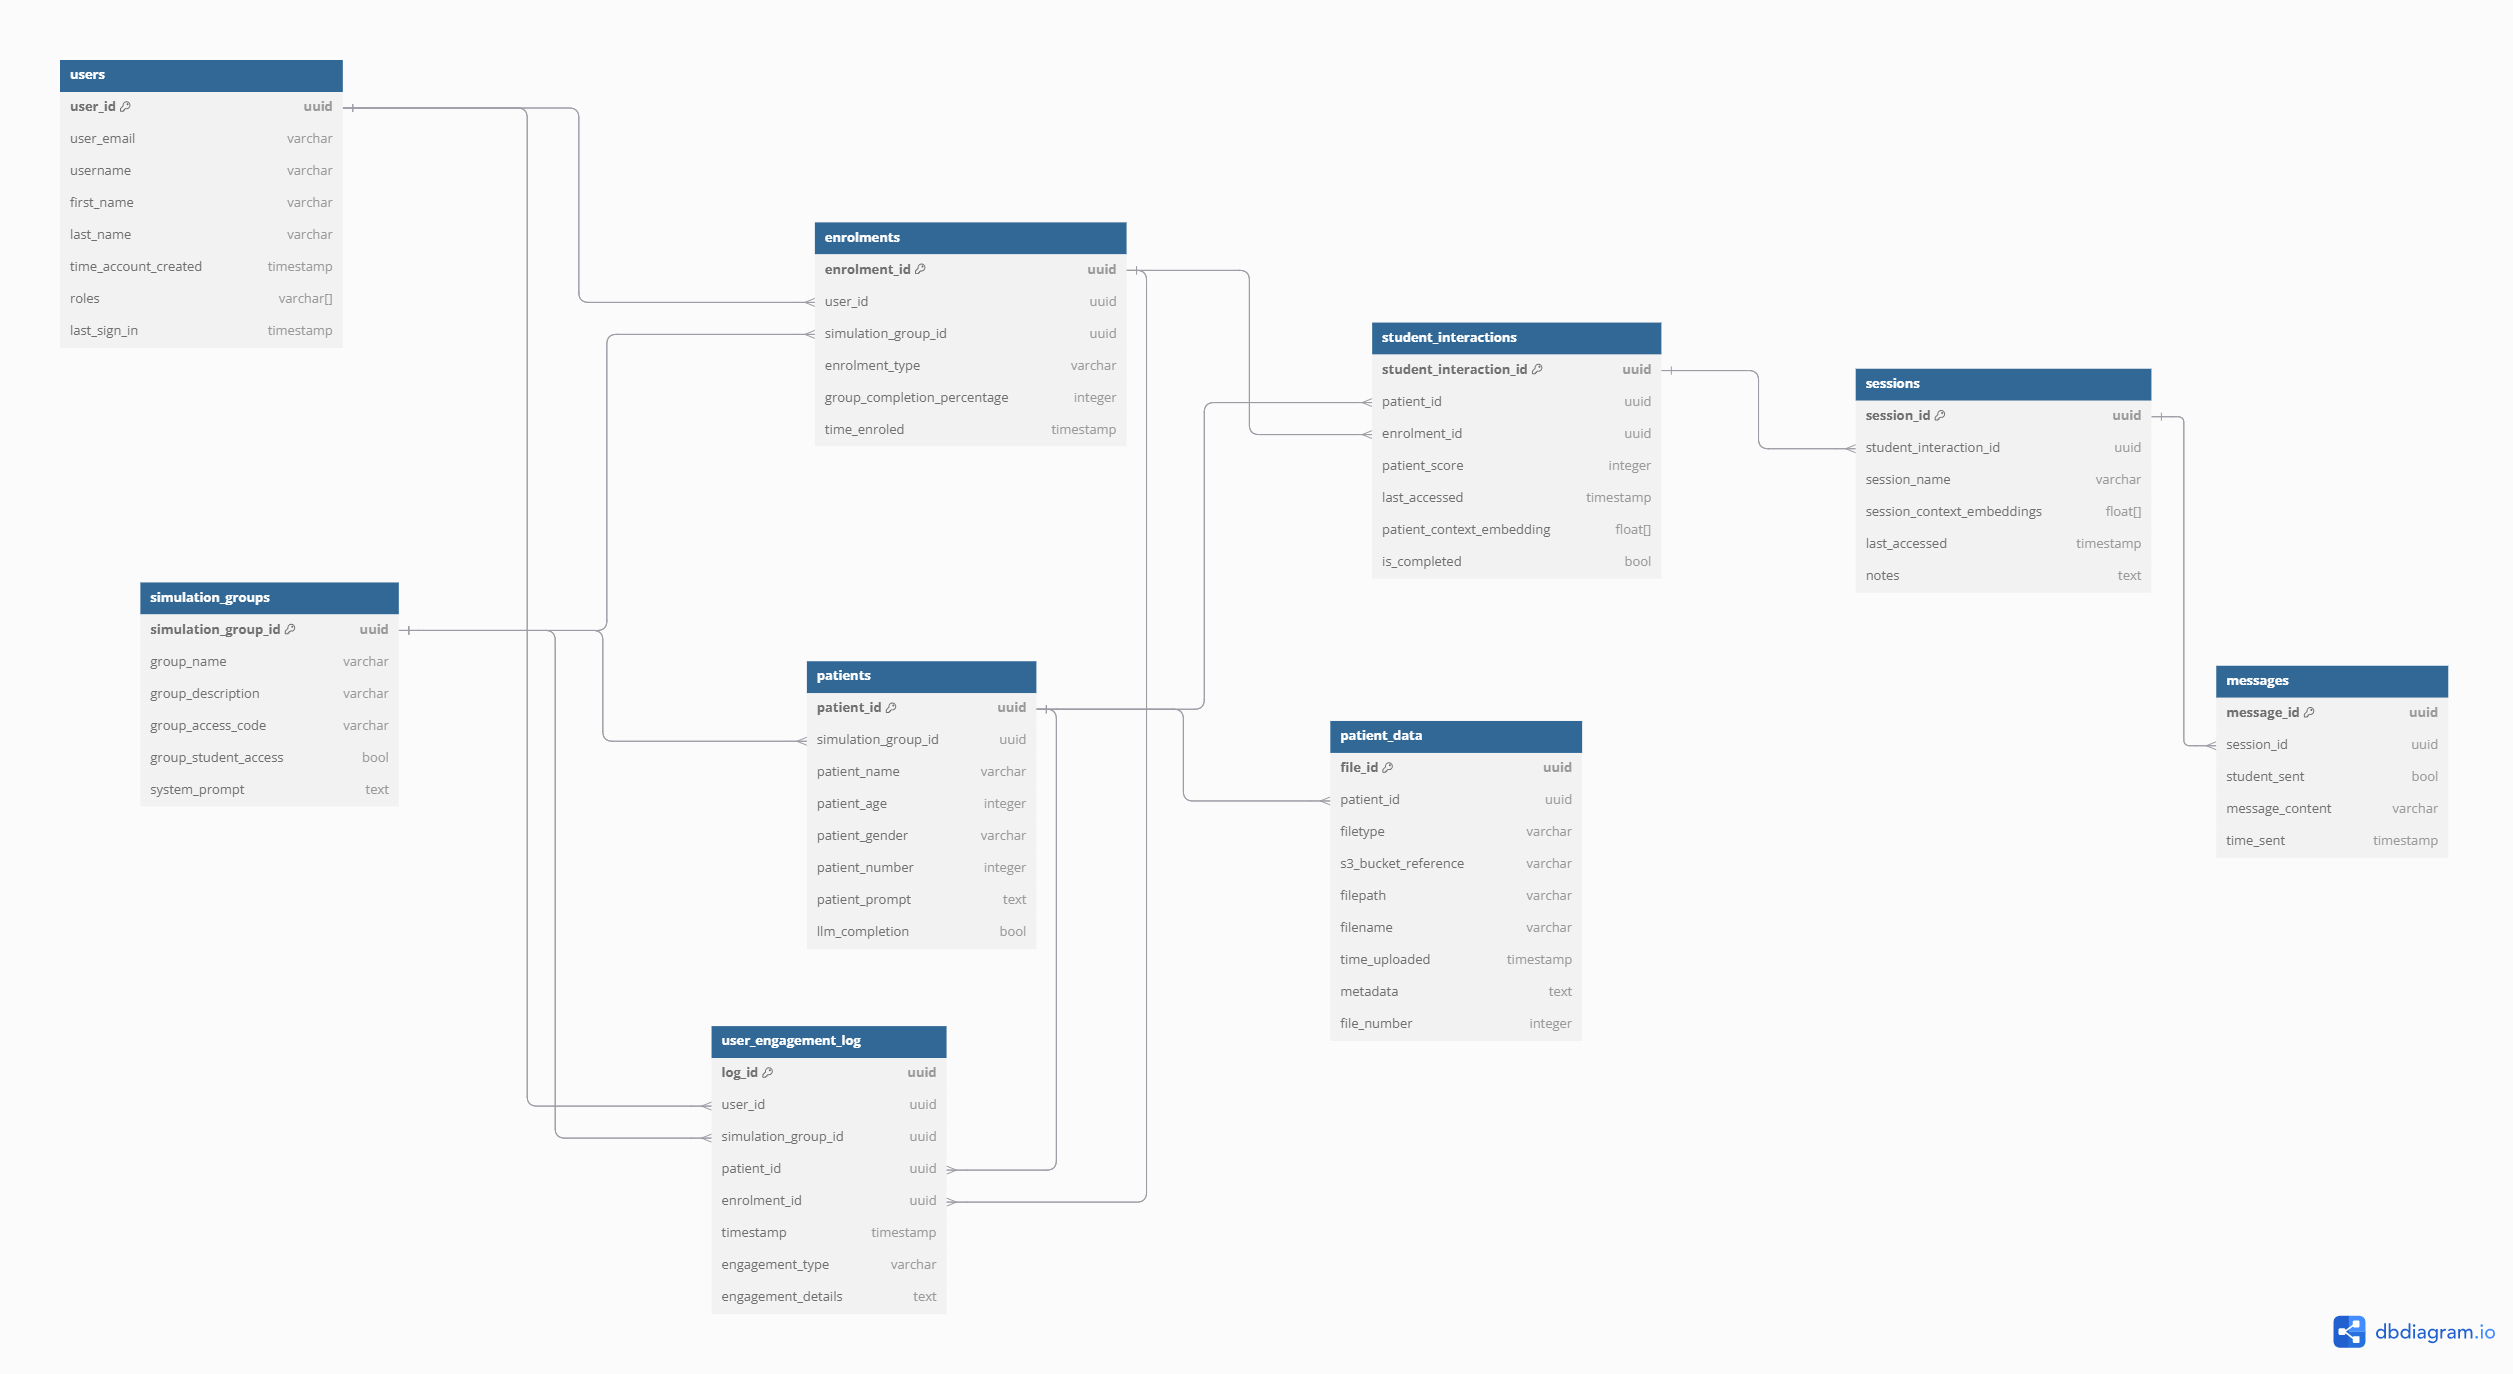 users
user_id uuid
user_email varchar
username varchar
first_name varchar
last_name varchar
time_account_created timestamp
roles varchar[]
last_sign_in timestamp
enrolments
enrolment_id uuid
user_id uuid
simulation_group_id uuid
enrolment_type varchar
group_completion_percentage integer
time_enroled timestamp
student_interactions
student_interaction_id uuid
patient_id uuid
enrolment_id uuid
patient_score integer
last_accessed timestamp
patient_context_embedding float[]
is_completed bool
sessions
session_id uuid
student_interaction_id uuid
session_name varchar
session_context_embeddings float[]
last_accessed timestamp
notes text
simulation_groups
simulation_group_id uuid
group_name varchar
group_description varchar
group_access_code varchar
group_student_access bool
system_prompt text
patients
patient_id uuid
simulation_group_id uuid
patient_name varchar
patient_age integer
patient_gender varchar
patient_number integer
patient_prompt text
llm_completion bool
patient_data
file_id uuid
patient_id uuid
filetype varchar
s3_bucket_reference varchar
filepath varchar
filename varchar
time_uploaded timestamp
metadata text
file_number integer
messages
message_id uuid
session_id uuid
student_sent bool
message_content varchar
time_sent timestamp
user_engagement_log
log_id uuid
user_id uuid
simulation_group_id uuid
patient_id uuid
enrolment_id uuid
timestamp timestamp
engagement_type varchar
engagement_details text
dbdiagram.io